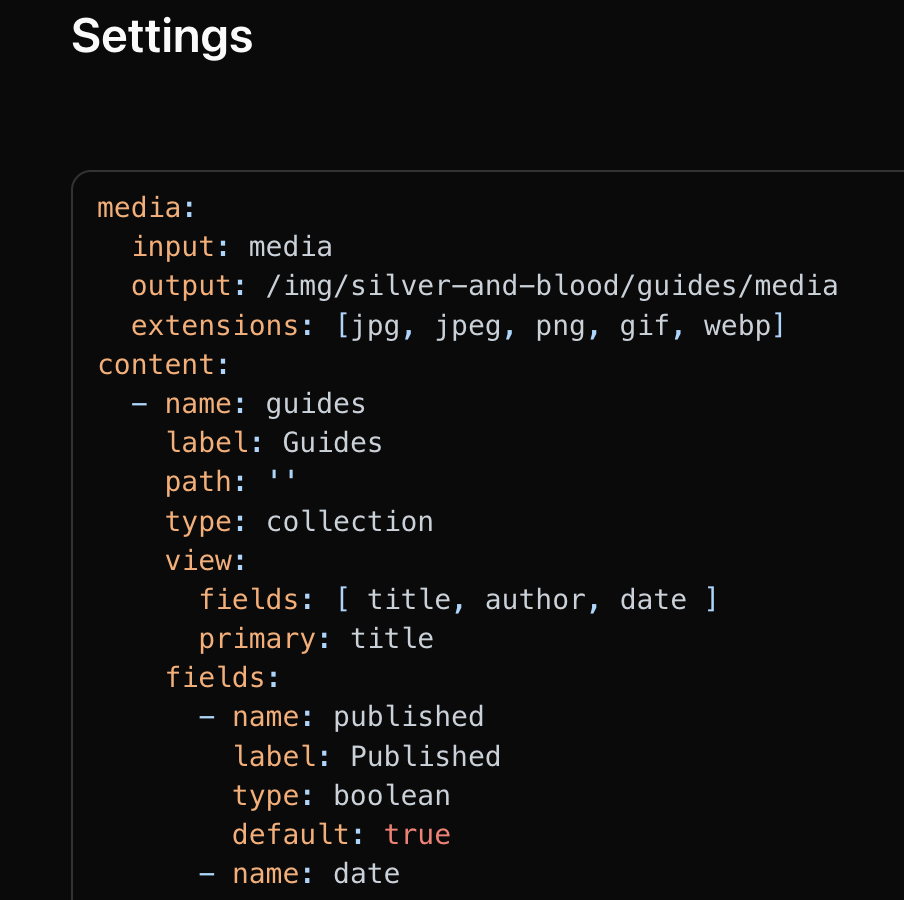 Settings
media:
  input: media
  output: /img/silver-and-blood/guides/media
  extensions: [jpg, jpeg, png, gif, webp]
content:
  - name: guides
    label: Guides
    path: ''
    type: collection
    view:
      fields: [ title, author, date ]
      primary: title
    fields:
      - name: published
        label: Published
        type: boolean
        default: true
      - name: date